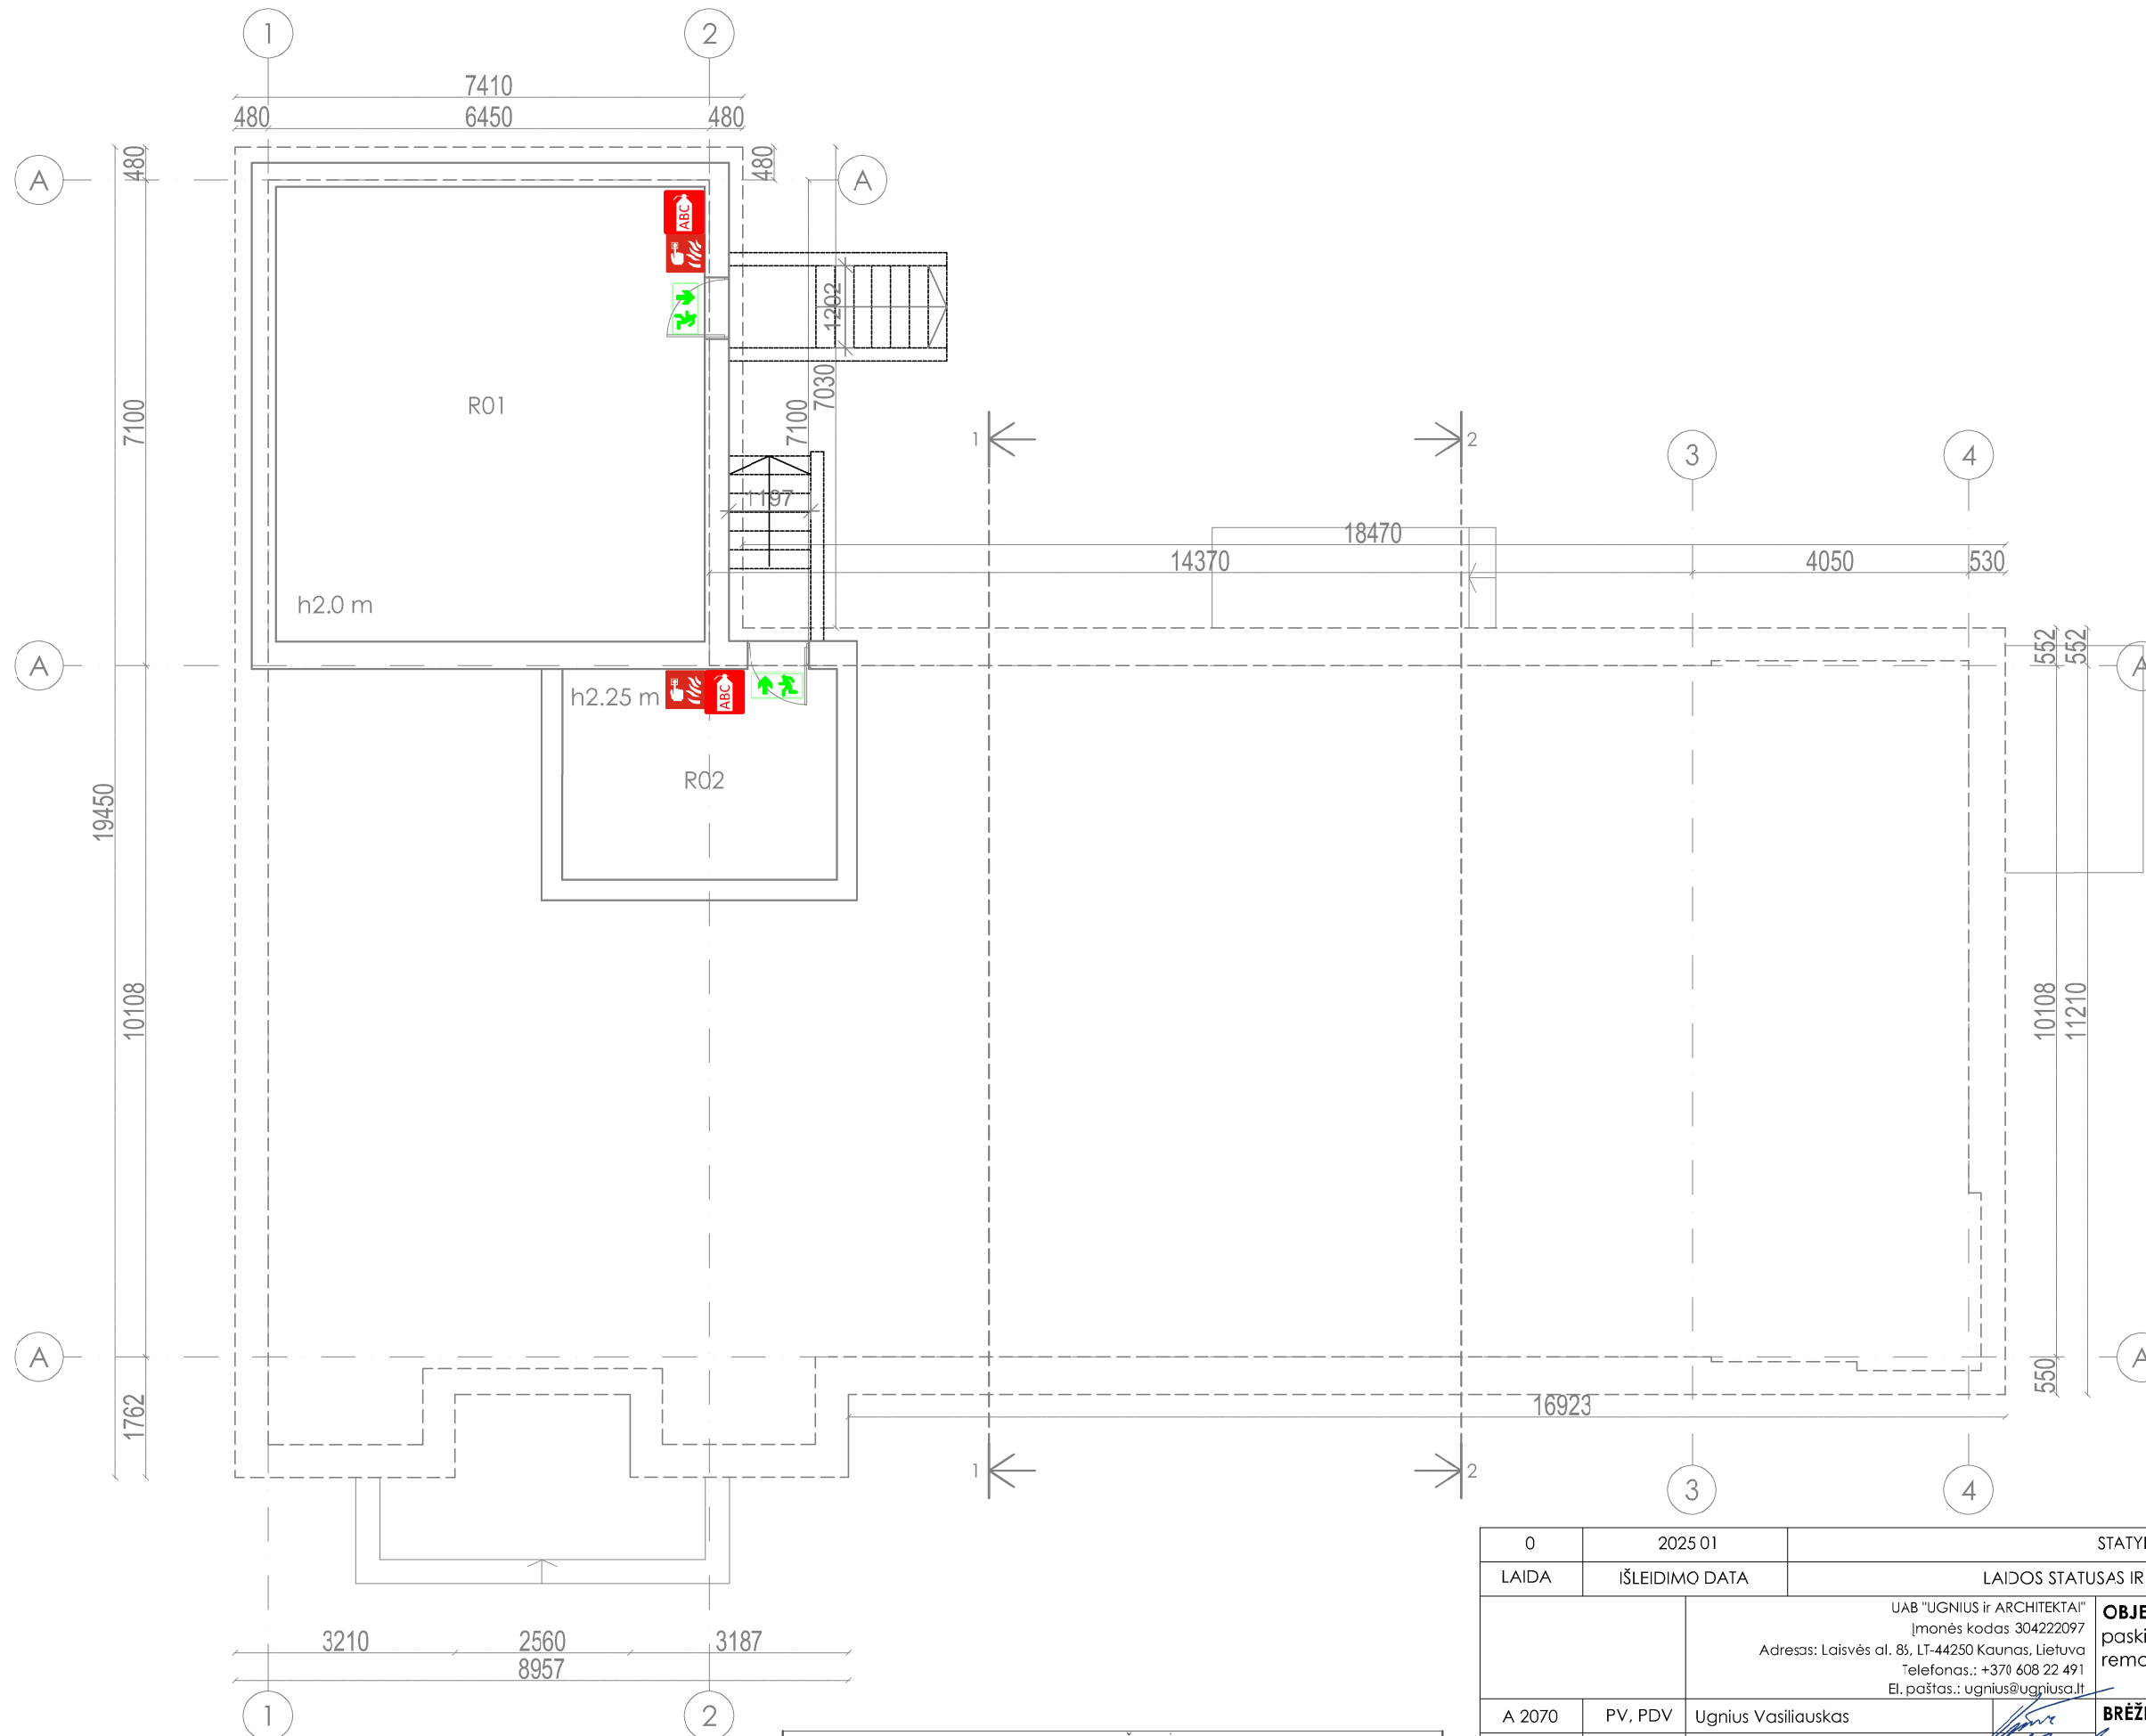 1
2
7410
480
6450
480
480
480
A
A
ABC
1202
R01
7100
7030
7100
1
2
3
4
1197
18470
14370
4050
530
h2.0 m
552
552
A
A
h2.25 m
ABC
R02
19450
10108
10108
11210
A
A
1762
550
16923
1
2
3
4
0
2025 01
LAIDA
IŠLEIDIMO DATA
LAIDOS STATUSAS IR
UAB "UGNIUS ir ARCHITEKTAI"
Įmonės kodas: 304222097
Adresas: Laisvės al. 85, LT-44250 Kaunas, Lietuva
Telefonas.: +370 608 22 491
El. paštas.: ugnius@ugniusa.lt
3210
2560
3187
8957
A 2070
PV, PDV
Ugnius Vasiliauskas
1
2